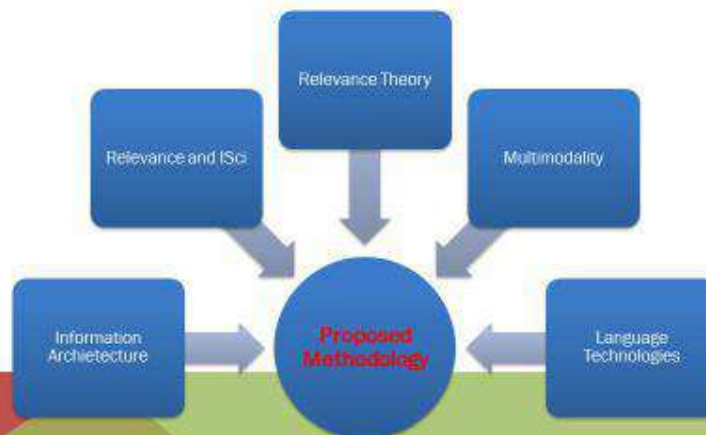 Relevance Theory
Relevance and ISci
Multimodality
Information
Archietecture
Proposed
Methodology
Language
Technologies